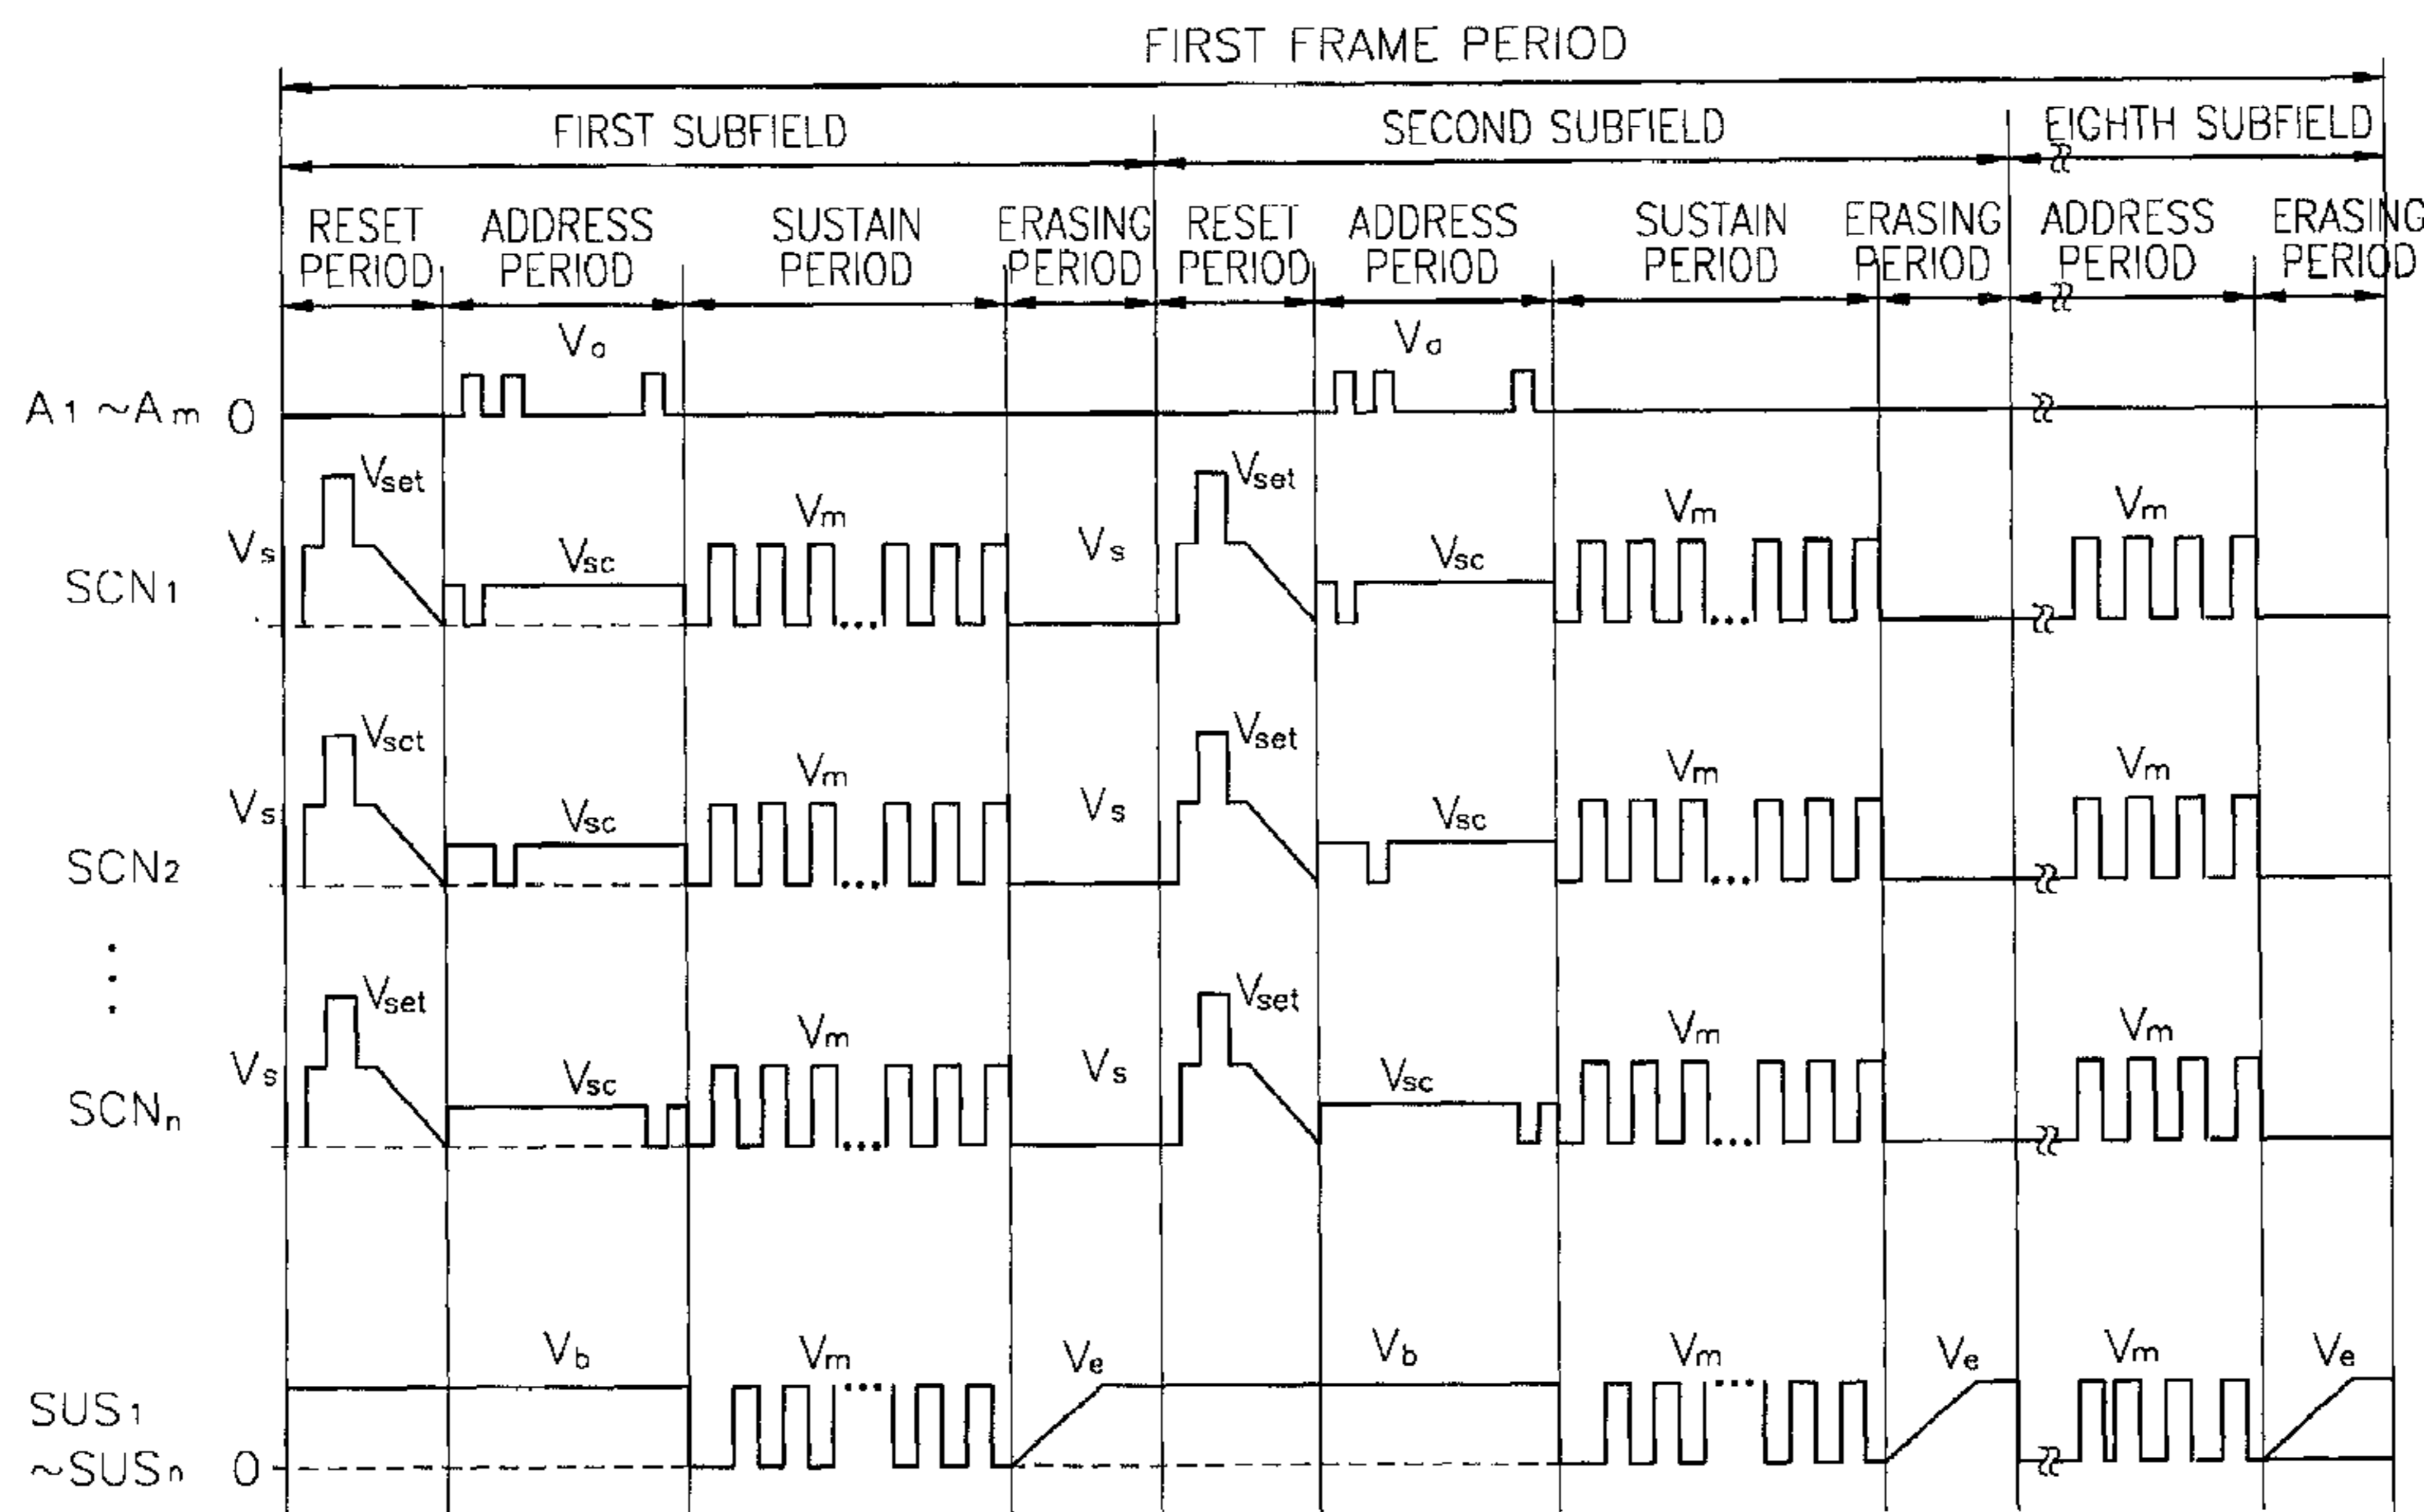 FIRST FRAME PERIOD
FIRST SUBFIELD SECOND SUBFIELD EIGHTH SUBFIELD
RESET ADDRESS SUSTAIN ERASING RESET ADDRESS SUSTAIN ERASING ADDRESS ERASING
PERIOD PERIOD PERIOD PERIOD PERIOD PERIOD PERIOD PERIOD PERIOD PERIOD
Va Va
A1 ~Am 0
Vset Vset
Vs Vsc Vm Vs Vsc Vm Vm
SCN1
Vsct Vset
Vs Vsc Vm Vs Vsc Vm Vm
SCN2
Vset Vset
Vs Vsc Vm Vs Vsc Vm Vm
SCNn
Vb Vm Ve Vb Vm Ve Vm Ve
SUS1
~SUSn 0